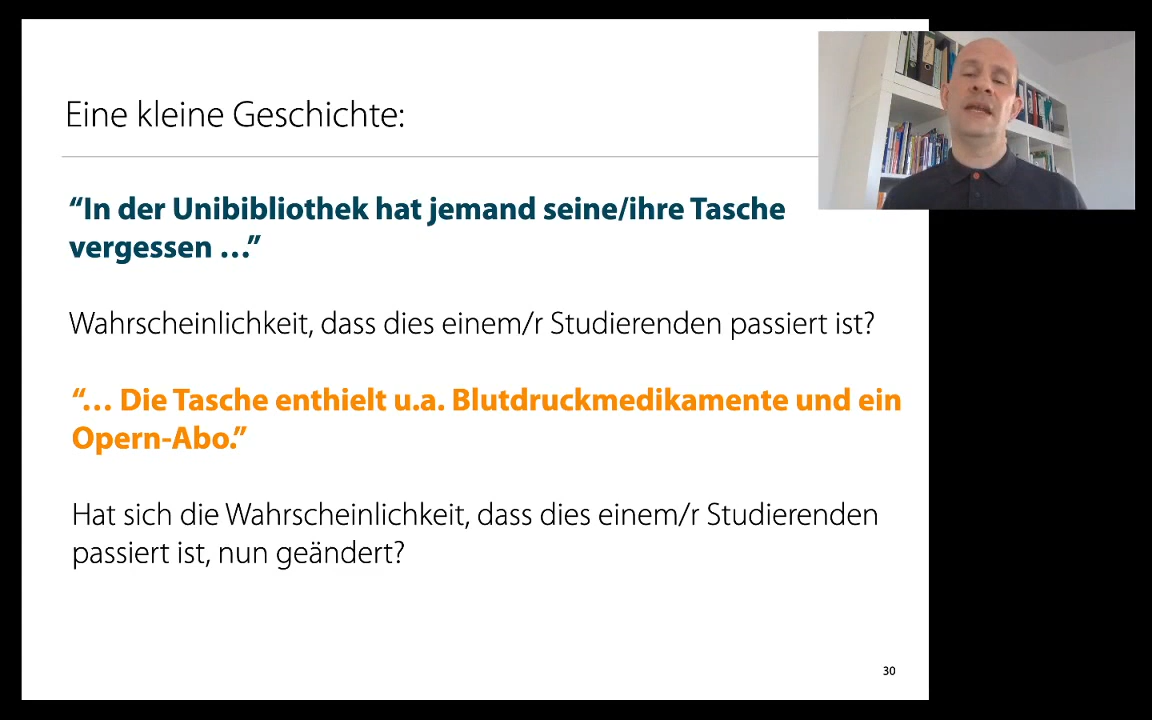 Eine kleine Geschichte:
“In der Unibibliothek hat jemand seine/ihre Tasche
vergessen …”
Wahrscheinlichkeit, dass dies einem/r Studierenden passiert ist?
“… Die Tasche enthielt u.a. Blutdruckmedikamente und ein
Opern-Abo.”
Hat sich die Wahrscheinlichkeit, dass dies einem/r Studierenden
passiert ist, nun geändert?
30